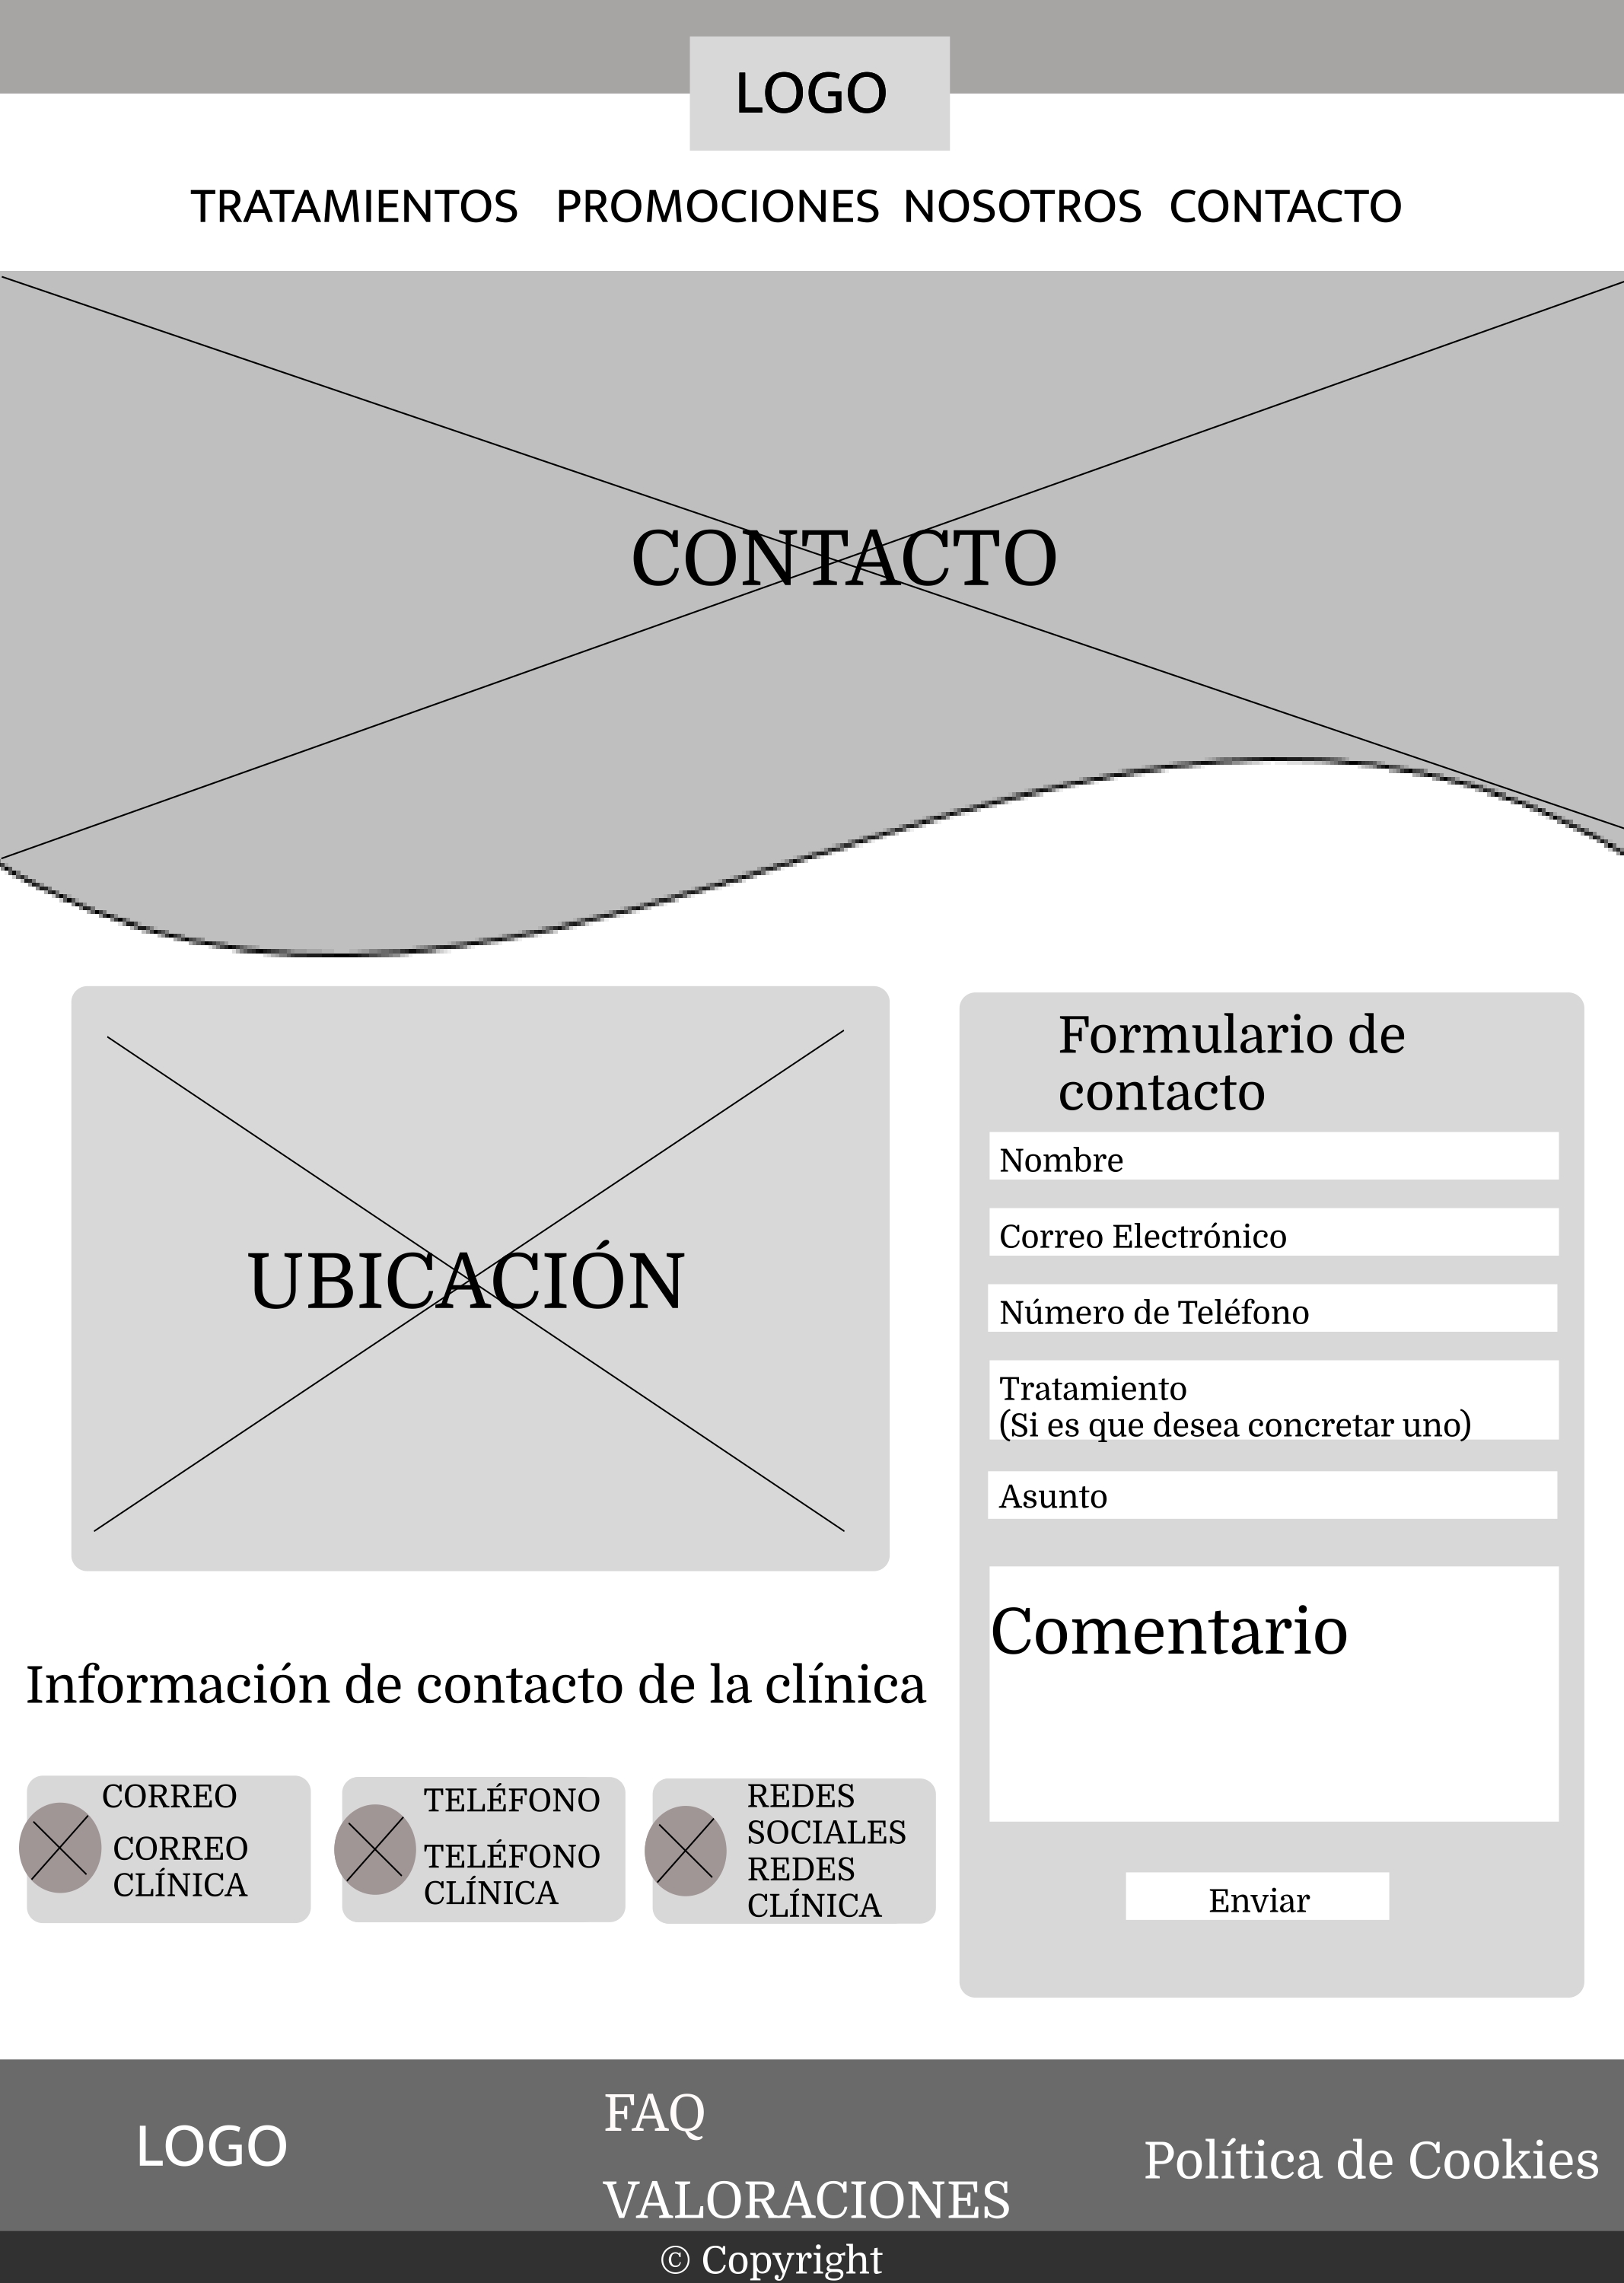 LOGO
TRATAMIENTOS PROMOCIONES NOSOTROS CONTACTO
CONTACTO
UBICACIÓN
Información de contacto de la clínica
CORREO
CORREO
CLÍNICA
TELÉFONO
TELÉFONO
CLÍNICA
REDES
SOCIALES
REDES
CLÍNICA
Formulario de
contacto
Nombre
Correo Electrónico
Número de Teléfono
Tratamiento
(Si es que desea concretar uno)
Asunto
Comentario
Enviar
LOGO
FAQ
VALORACIONES
Política de Cookies
© Copyright